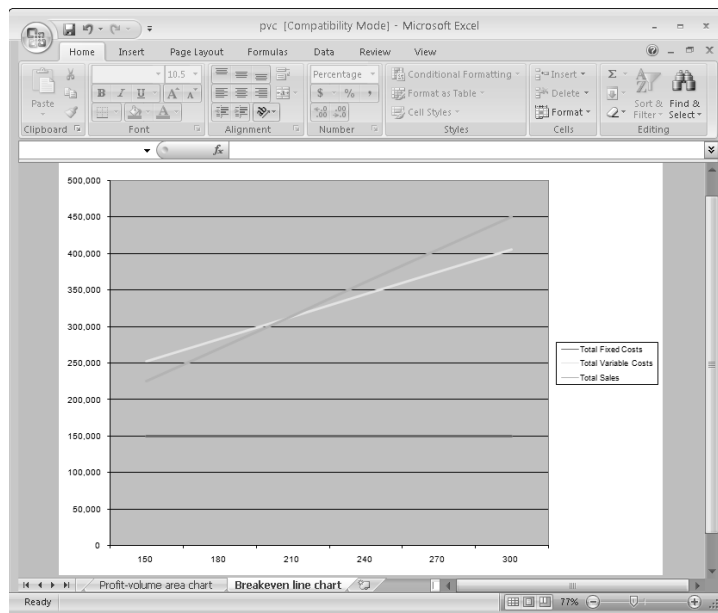 pvc [Compatibility Mode] - Microsoft Excel
Home Insert Page Layout Formulas Data Review View
Paste
Clipboard
10.5
B I U A A
A
Font
Alignment
Percentage
$ % ,
.00 .0
Number
Conditional Formatting
Format as Table
Cell Styles
Styles
Insert
Delete
Format
Cells
Σ
Sort & Filter
Find & Select
Editing
fx
500,000
450,000
400,000
350,000
300,000
250,000
200,000
150,000
100,000
50,000
0
150 180 210 240 270 300
Total Fixed Costs
Total Variable Costs
Total Sales
Profit-volume area chart Breakeven line chart
Ready 77%